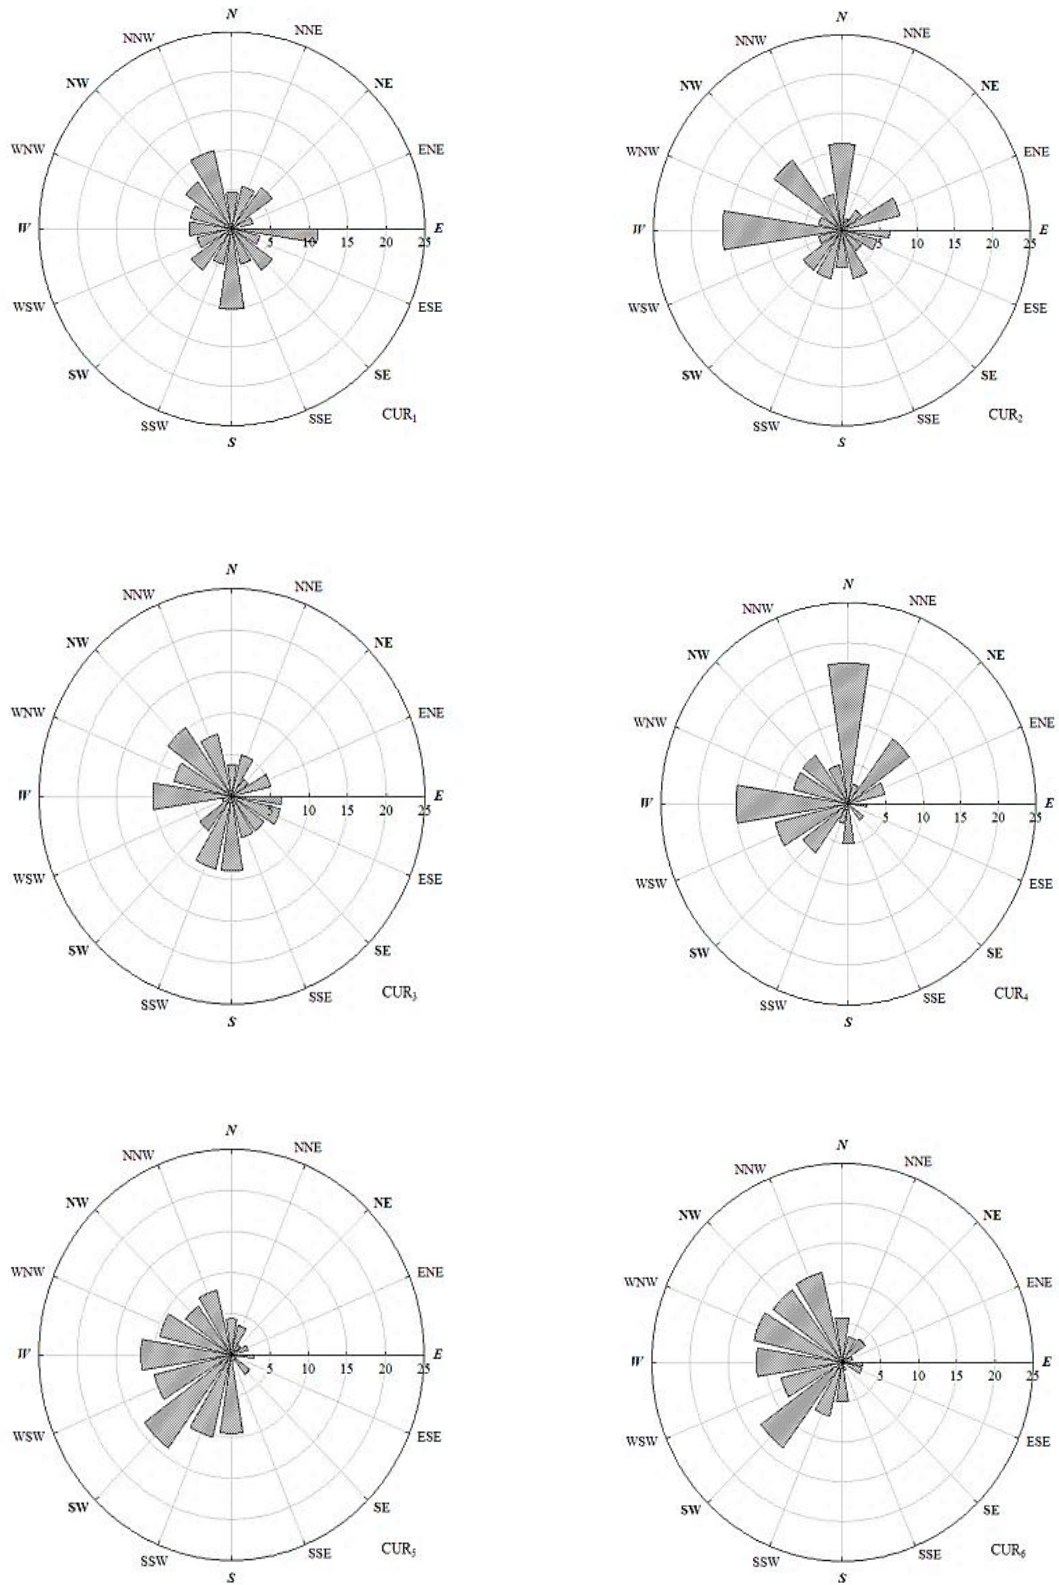 N
NNW NNE
NW NE
WNW ENE
W 5 10 15 20 25 E
WSW ESE
SW SE
SSW SSE CUR₁
S
N
NNW NNE
NW NE
WNW ENE
W 5 10 15 20 25 E
WSW ESE
SW SE
SSW SSE CUR₂
S
N
NNW NNE
NW NE
WNW ENE
W 5 10 15 20 25 E
WSW ESE
SW SE
SSW SSE CUR₃
S
N
NNW NNE
NW NE
WNW ENE
W 5 10 15 20 25 E
WSW ESE
SW SE
SSW SSE CUR₄
S
N
NNW NNE
NW NE
WNW ENE
W 5 10 15 20 25 E
WSW ESE
SW SE
SSW SSE CUR₅
S
N
NNW NNE
NW NE
WNW ENE
W 5 10 15 20 25 E
WSW ESE
SW SE
SSW SSE CUR₆
S